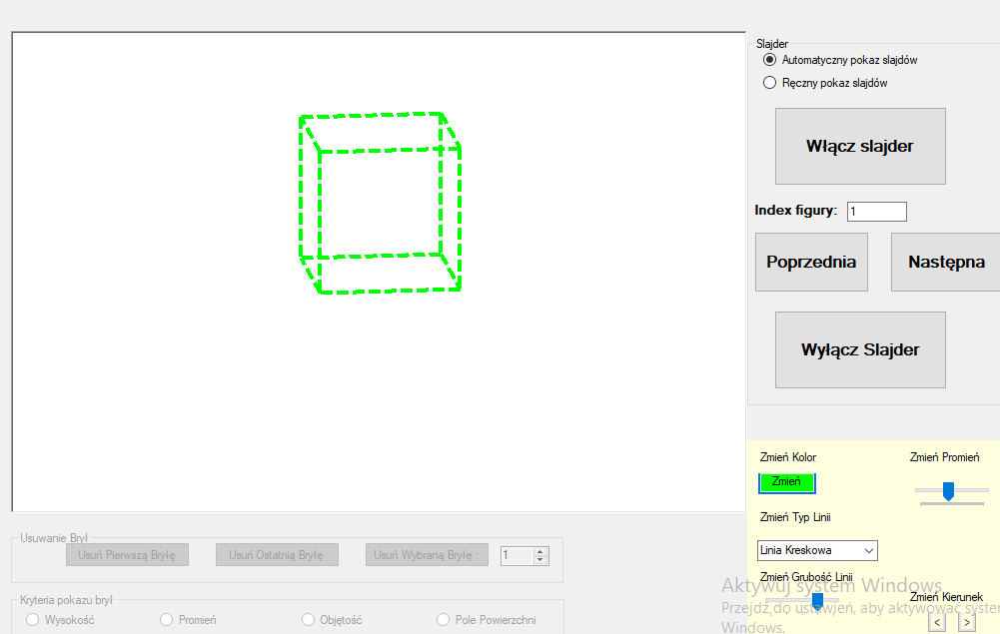 Slajder
Automatyczny pokaz slajdów
Ręczny pokaz slajdów
Włącz slajder
Index figury: 1
Poprzednia Następna
Wyłącz Slajder
Zmień Kolor Zmień Promień
Zmień
Zmień Typ Linii
Linia Kreskowa
Zmień Grubość Linii
Zmień Kierunek
< >
Aktywuj system Windows
Przejdź do ustawień, aby aktywować system
Windows.
Usuwanie Brył
Usuń Pierwszą Bryłę Usuń Ostatnią Bryłę Usuń Wybraną Bryłę : 1
Kryteria pokazu brył
Wysokość Promień Objętość Pole Powierzchni